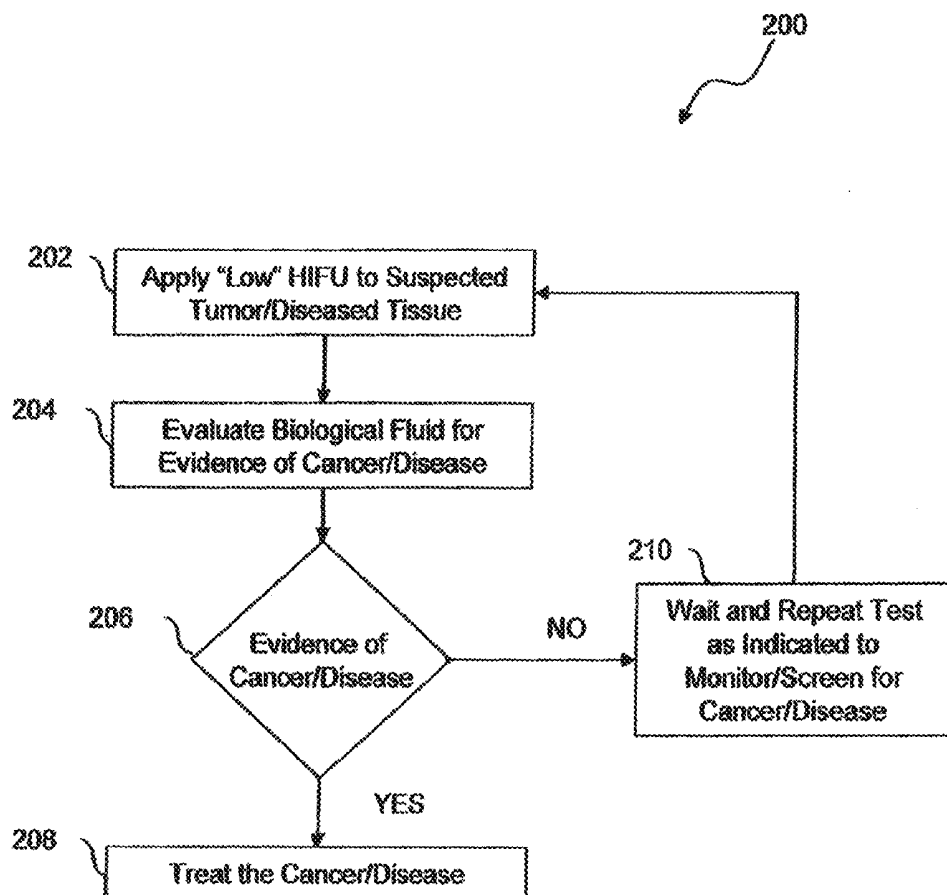 200
202
Apply "Low" HIFU to Suspected
Tumor/Diseased Tissue
204
Evaluate Biological Fluid for
Evidence of Cancer/Disease
206
Evidence of
Cancer/Disease
NO
210
Wait and Repeat Test
as Indicated to
Monitor/Screen for
Cancer/Disease
YES
208
Treat the Cancer/Disease